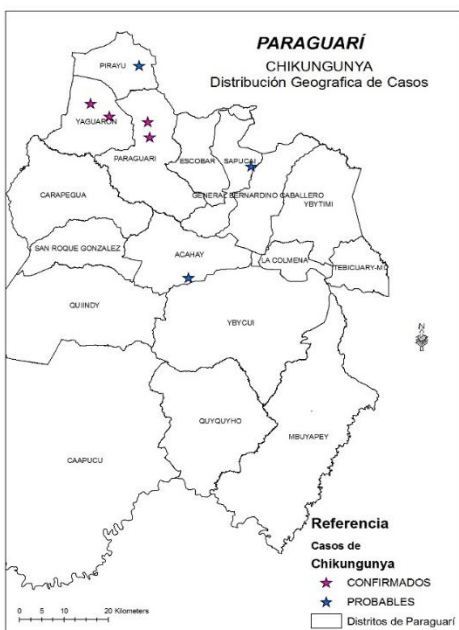 PARAGUARÍ
CHIKUNGUNYA
Distribución Geografica de Casos
PIRAYU
YAGUARON
PARAGUARI
ESCOBAR
SAPUCAI
CARAPEGUA
GENERAL BERNARDINO CABALLERO
YBYTIMI
SAN ROQUE GONZALEZ
ACAHAY
LA COLMENA
TEBICUARY-MI
QUIINDY
YBYCUI
N
QUYQUYHO
MBUYAPEY
CAAPUCU
Referencia
Casos de
Chikungunya
CONFIRMADOS
PROBABLES
Distritos de Paraguarí
0 5 10 20 Kilometers